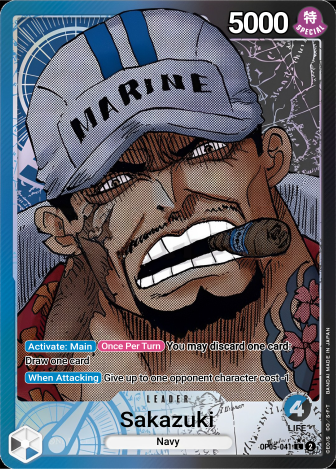 5000
特
SPECIAL
MARINE
Activate: Main Once Per Turn You may discard one card:
Draw one card
When Attacking Give up to one opponent character cost -1
LEADER
4
LIFE
Sakazuki
OP05-041 L 2
Navy
BANDAI MADE IN JAPAN